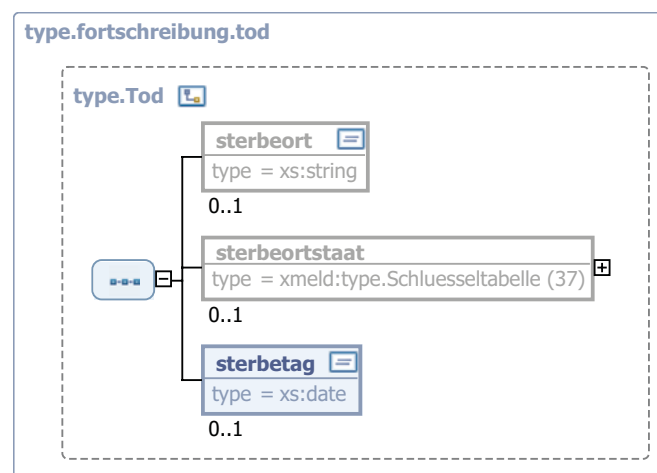 type.fortschreibung.tod
type.Tod
sterbeort
type = xs:string
0..1
sterbeortstaat
type = xmeld:type.Schluesseltabelle (37)
0..1
sterbetag
type = xs:date
0..1